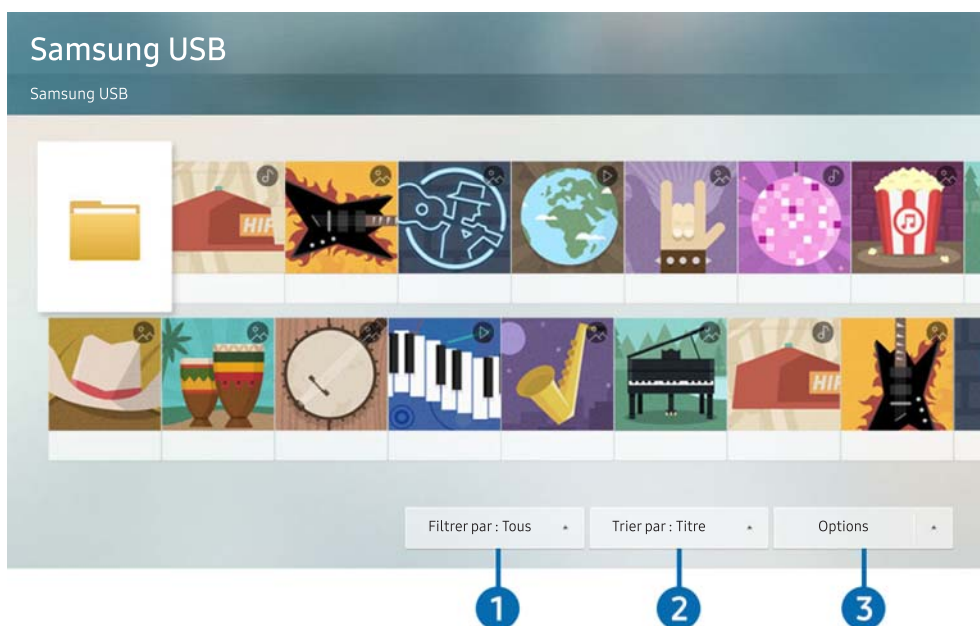 Samsung USB
Samsung USB
HIP
HIP
Filtrer par : Tous
Trier par : Titre
Options
1
2
3